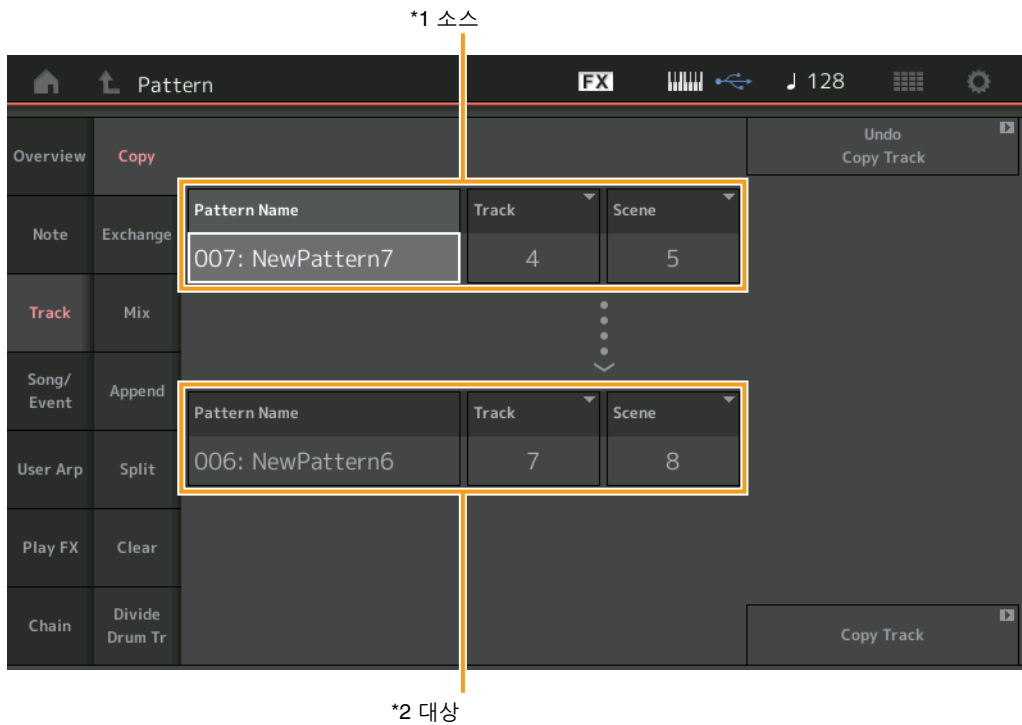 *1 소스
Pattern
FX
128
Overview
Copy
Undo
Copy Track
Note
Exchange
Pattern Name
Track
Scene
007: NewPattern7
4
5
Track
Mix
Song/
Event
Append
Pattern Name
Track
Scene
006: NewPattern6
7
8
User Arp
Split
Play FX
Clear
Chain
Divide
Drum Tr
Copy Track
*2 대상